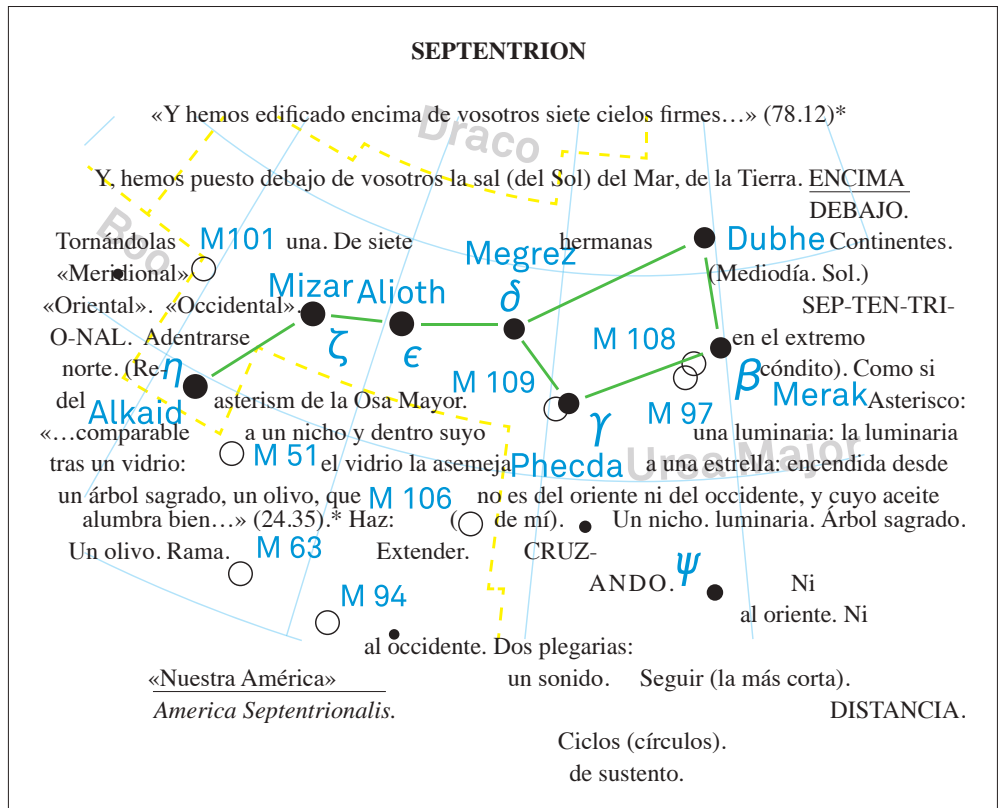 SEPTENTRION
«Y hemos edificado encima de vosotros siete cielos firmes…» (78.12)*
Draco
Y, hemos puesto debajo de vosotros la sal (del Sol) del Mar, de la Tierra. ENCIMA
DEBAJO.
Boo
Tornándolas M101 una. De siete hermanas Dubhe Continentes.
Megrez
«Meridional» (Mediodía. Sol.)
Mizar Alioth δ
«Oriental». «Occidental». SEP-TEN-TRI-
O-NAL. Adentrarse ζ ϵ M 108 en el extremo
norte. (Re- η M 109 β cóndito). Como si
del Alkaid asterism de la Osa Mayor. γ M 97 Merak Asterisco:
«…comparable a un nicho y dentro suyo una luminaria: la luminaria
tras un vidrio: M 51 el vidrio la asemeja Phecda Ursa Major a una estrella: encendida desde
un árbol sagrado, un olivo, que M 106 no es del oriente ni del occidente, y cuyo aceite
alumbra bien…» (24.35).* Haz: ( de mí). Un nicho. luminaria. Árbol sagrado.
Un olivo. Rama. M 63 Extender. CRUZ-
ANDO. ψ Ni
M 94 al oriente. Ni
al occidente. Dos plegarias:
«Nuestra América» un sonido. Seguir (la más corta).
America Septentrionalis. DISTANCIA.
Ciclos (círculos).
de sustento.